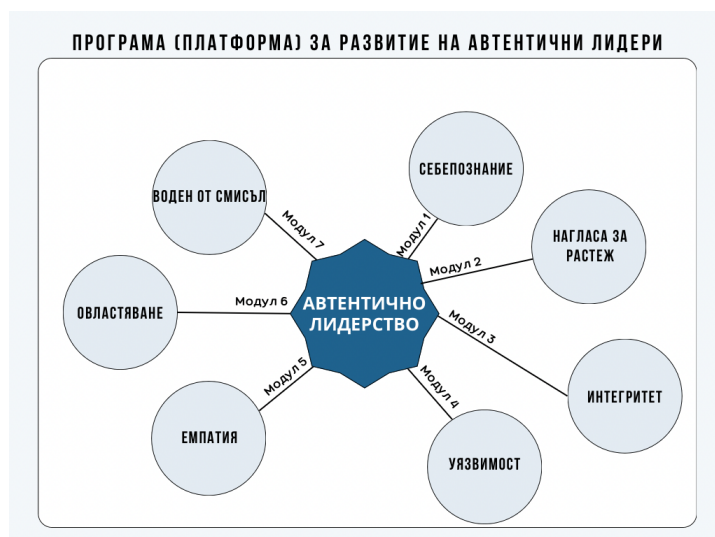 ПРОГРАМА (ПЛАТФОРМА) ЗА РАЗВИТИЕ НА АВТЕНТИЧНИ ЛИДЕРИ
СЕБЕПОЗНАНИЕ
Модул 1
НАГЛАСА ЗА
РАСТЕЖ
Модул 2
ИНТЕГРИТЕТ
Модул 3
УЯЗВИМОСТ
Модул 4
ЕМПАТИЯ
Модул 5
ОВЛАСТЯВАНЕ
Модул 6
ВОДЕН ОТ СМИСЪЛ
Модул 7
АВТЕНТИЧНО
ЛИДЕРСТВО